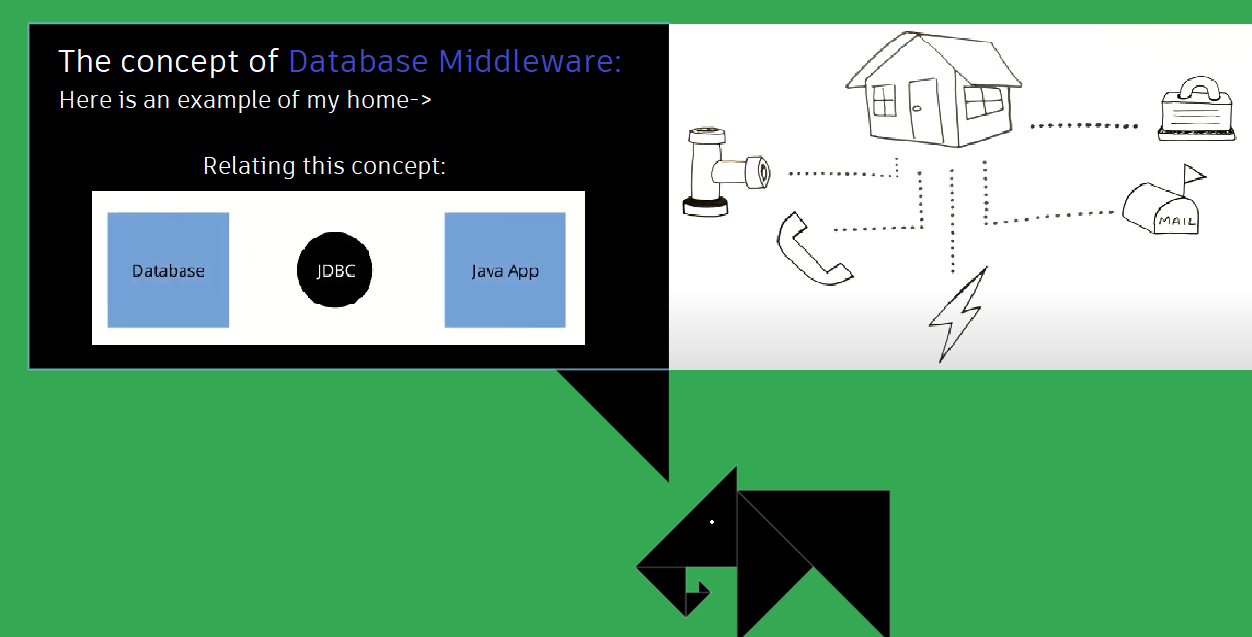 The concept of Database Middleware:
Here is an example of my home->
Relating this concept:
Database
JDBC
Java App
MAIL